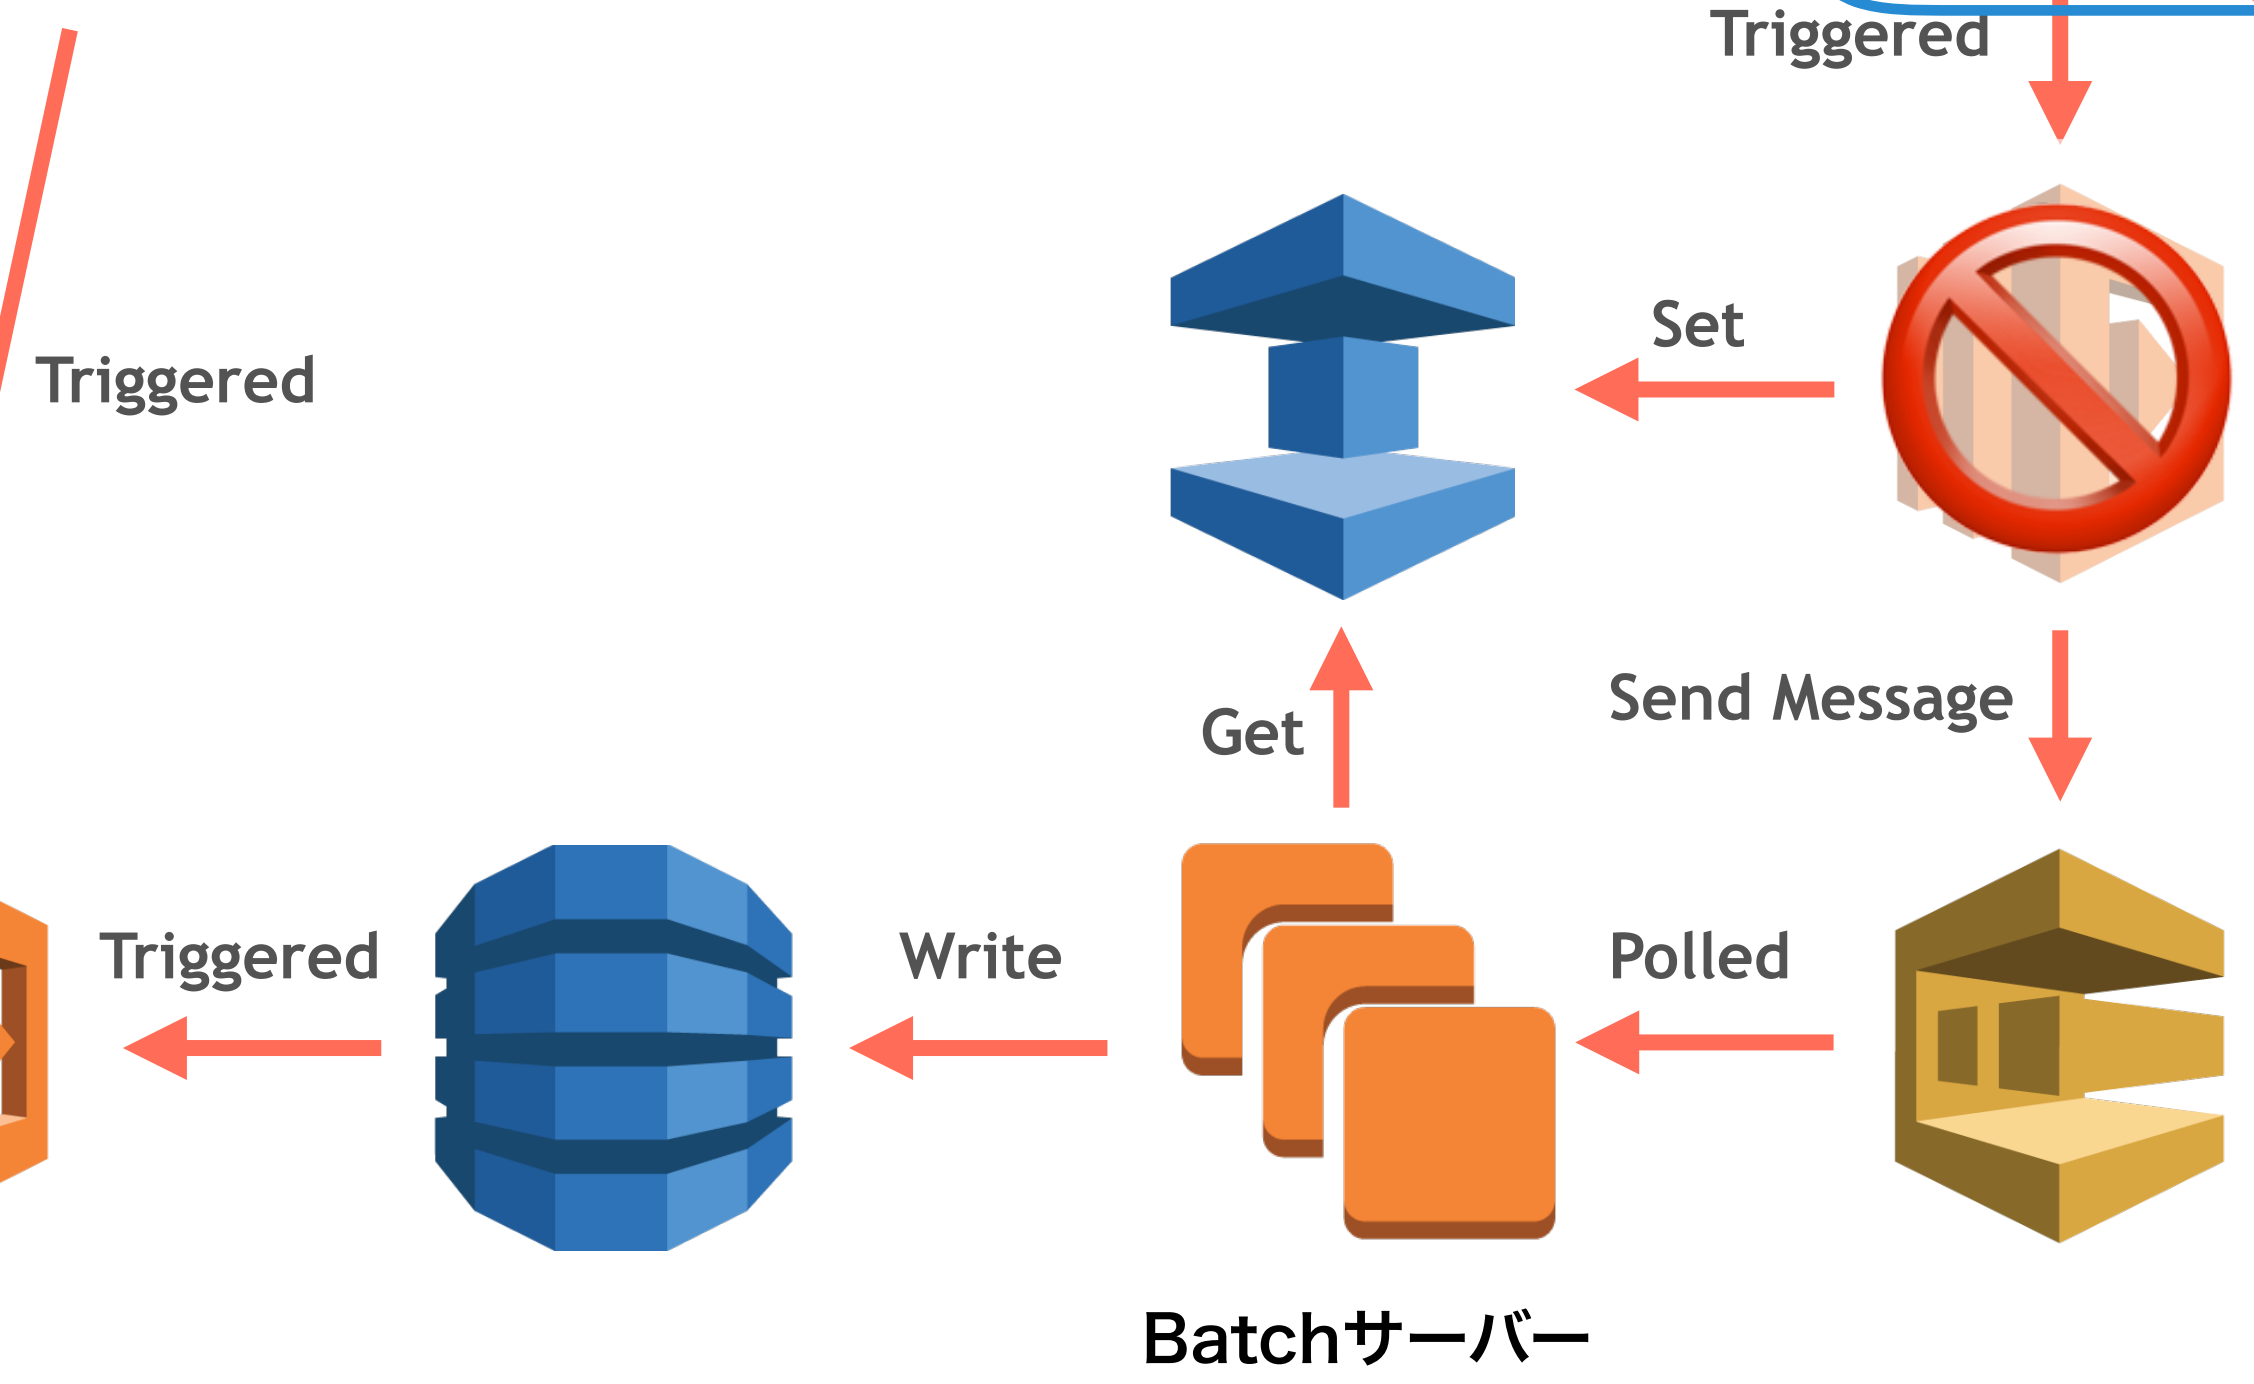 Triggered
Set
Triggered
Send Message
Get
Triggered
Write
Polled
Batchサーバー